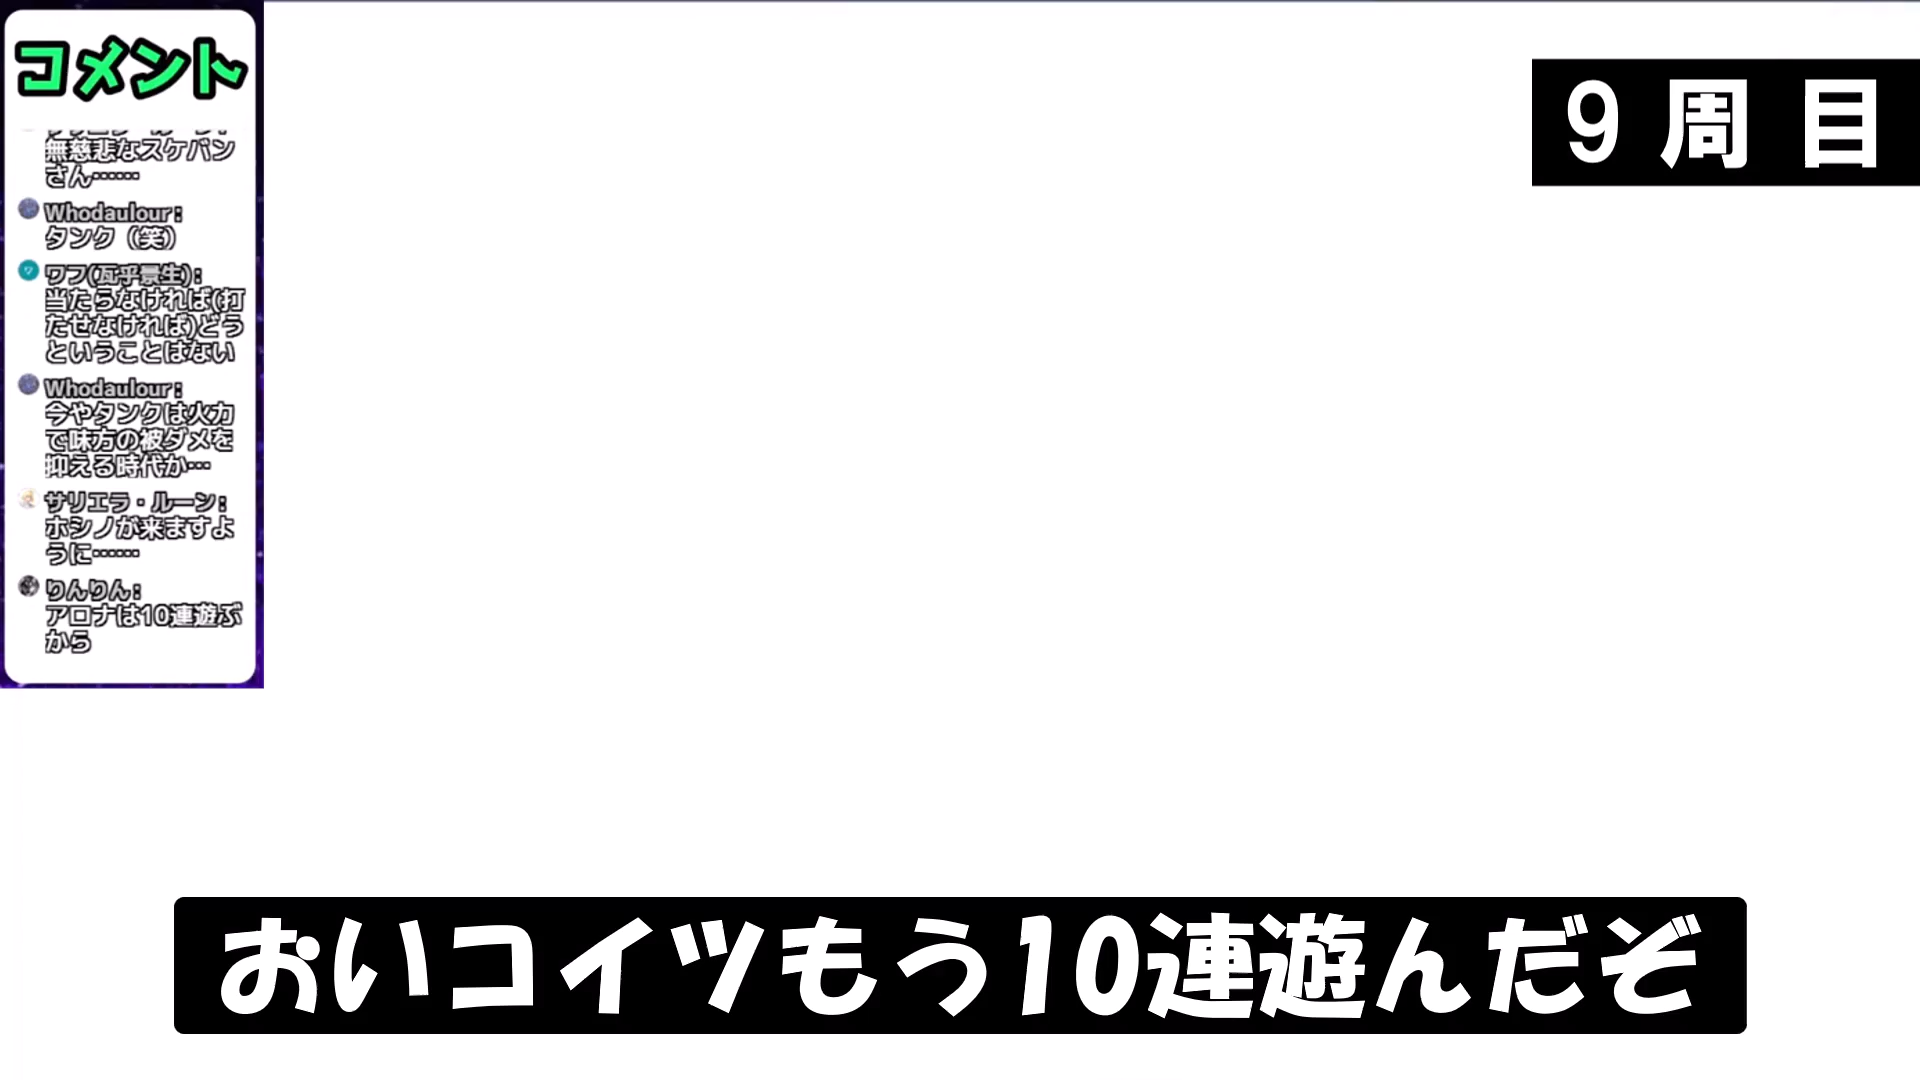 コメント
9周目
無慈悲なスケバン
さん……
Whodaulour:
タンク（笑）
ワフ(瓦乎景生):
当たらなければ(打
たせなければ)どう
ということはない
Whodaulour:
今やタンクは火力
で味方の被ダメを
抑える時代か…
サリエラ・ルーン:
ホシノが来ますよ
うに……
りんりん:
アロナは10連遊ぶ
から
おいコイツもう10連遊んだぞ